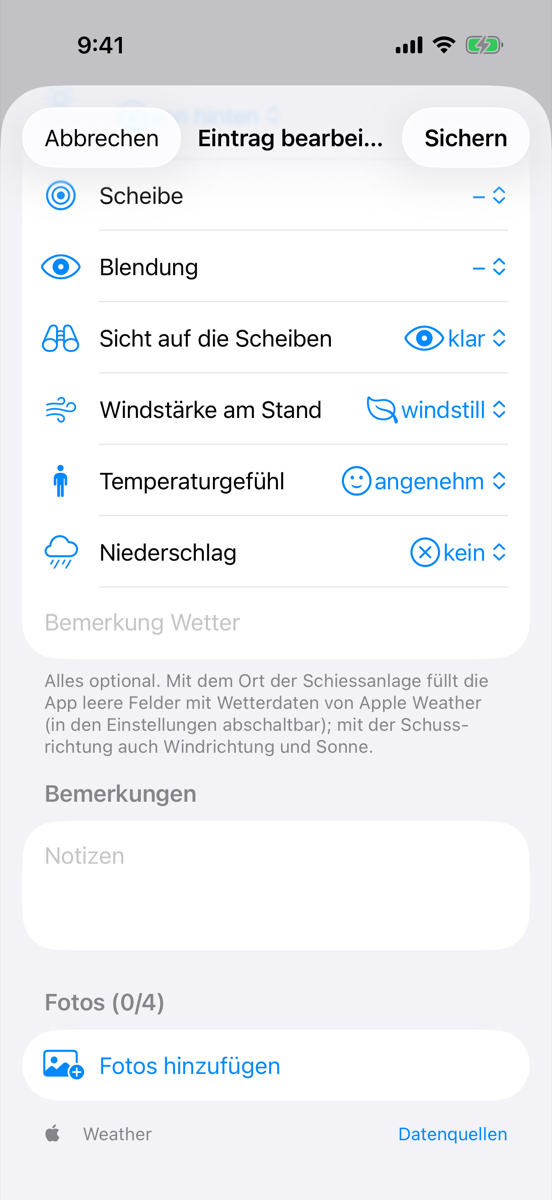 9:41
hinten
Abbrechen
Eintrag bearbei...
Sichern
Scheibe –
Blendung –
Sicht auf die Scheiben klar
Windstärke am Stand windstill
Temperaturgefühl angenehm
Niederschlag kein
Bemerkung Wetter
Alles optional. Mit dem Ort der Schiessanlage füllt die
App leere Felder mit Wetterdaten von Apple Weather
(in den Einstellungen abschaltbar); mit der Schuss-
richtung auch Windrichtung und Sonne.
Bemerkungen
Notizen
Fotos (0/4)
Fotos hinzufügen
Weather Datenquellen